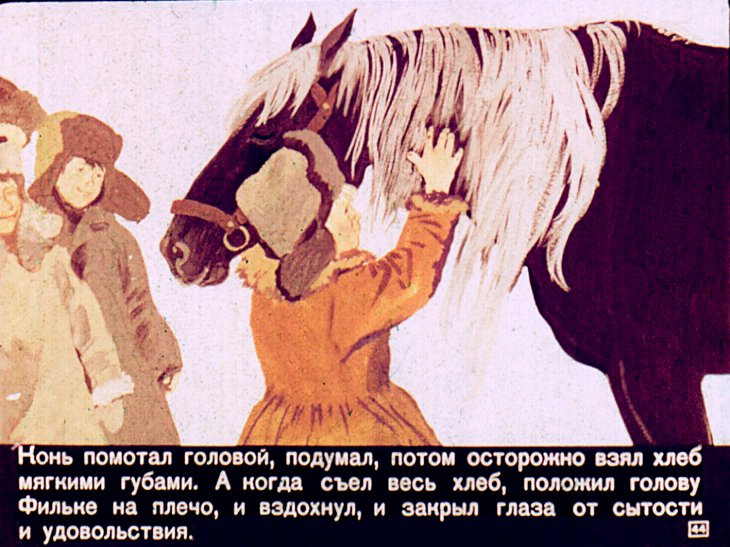 Конь помотал головой, подумал, потом осторожно взял хлеб
мягкими губами. А когда съел весь хлеб, положил голову
Фильке на плечо, и вздохнул, и закрыл глаза от сытости
и удовольствия.
44